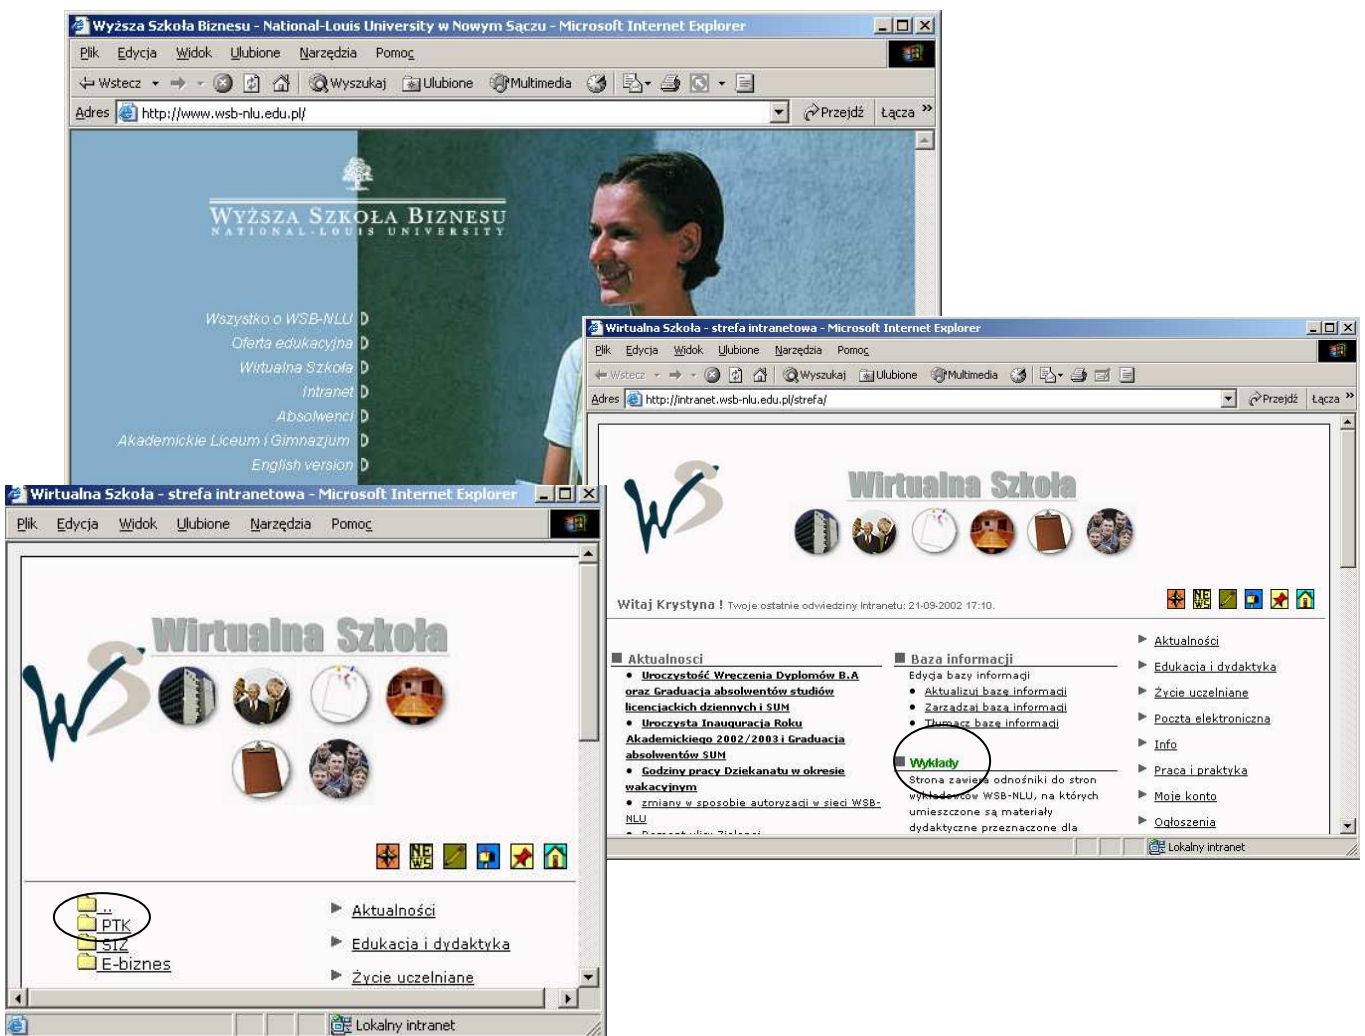 Wyższa Szkoła Biznesu - National-Louis University w Nowym Sączu - Microsoft Internet Explorer
Plik Edycja Widok Ulubione Narzędzia Pomoc
Wstecz Wyszukaj Ulubione Multimedia
Adres http://www.wsb-nlu.edu.pl/ Przejdź Łącza »
WYŻSZA SZKOŁA BIZNESU
NATIONAL-LOUIS UNIVERSITY
Wszystko o WSB-NLU
Oferta edukacyjna
Wirtualna Szkoła
Intranet
Absolwenci
Akademickie Liceum i Gimnazjum
English version
Wirtualna Szkoła - strefa intranetowa - Microsoft Internet Explorer
Plik Edycja Widok Ulubione Narzędzia Pomoc
Wstecz Wyszukaj Ulubione Multimedia
Adres http://intranet.wsb-nlu.edu.pl/strefa/ Przejdź Łącza »
WS
Wirtualna Szkoła
Witaj Krystyna ! Twoje ostatnie odwiedziny Intranetu: 21-09-2002 17:10.
NEWS
Aktualnosci
• Uroczystość Wręczenia Dyplomów B.A
oraz Graduacja absolwentów studiów
licencjackich dziennych i SUM
• Uroczysta Inauguracja Roku
Akademickiego 2002/2003 i Graduacja
absolwentów SUM
• Godziny pracy Dziekanatu w okresie
wakacyjnym
• zmiany w sposobie autoryzacji w sieci WSB-
NLU
• Remont ulicy Zielonej
Baza informacji
Edycja bazy informacji
• Aktualizuj bazę informacji
• Zarządzaj bazą informacji
• Tłumacz bazę informacji
Wykłady
Strona zawiera odnośniki do stron
wykładowców WSB-NLU, na których
umieszczone są materiały
dydaktyczne przeznaczone dla
Aktualności
Edukacja i dydaktyka
Życie uczelniane
Poczta elektroniczna
Info
Praca i praktyka
Moje konto
Ogłoszenia
Lokalny intranet
Wirtualna Szkoła - strefa intranetowa - Microsoft Internet Explorer
Plik Edycja Widok Ulubione Narzędzia Pomoc
WS
Wirtualna Szkoła
NEWS
..
PTK
SIZ
E-biznes
Aktualności
Edukacja i dydaktyka
Życie uczelniane
Lokalny intranet